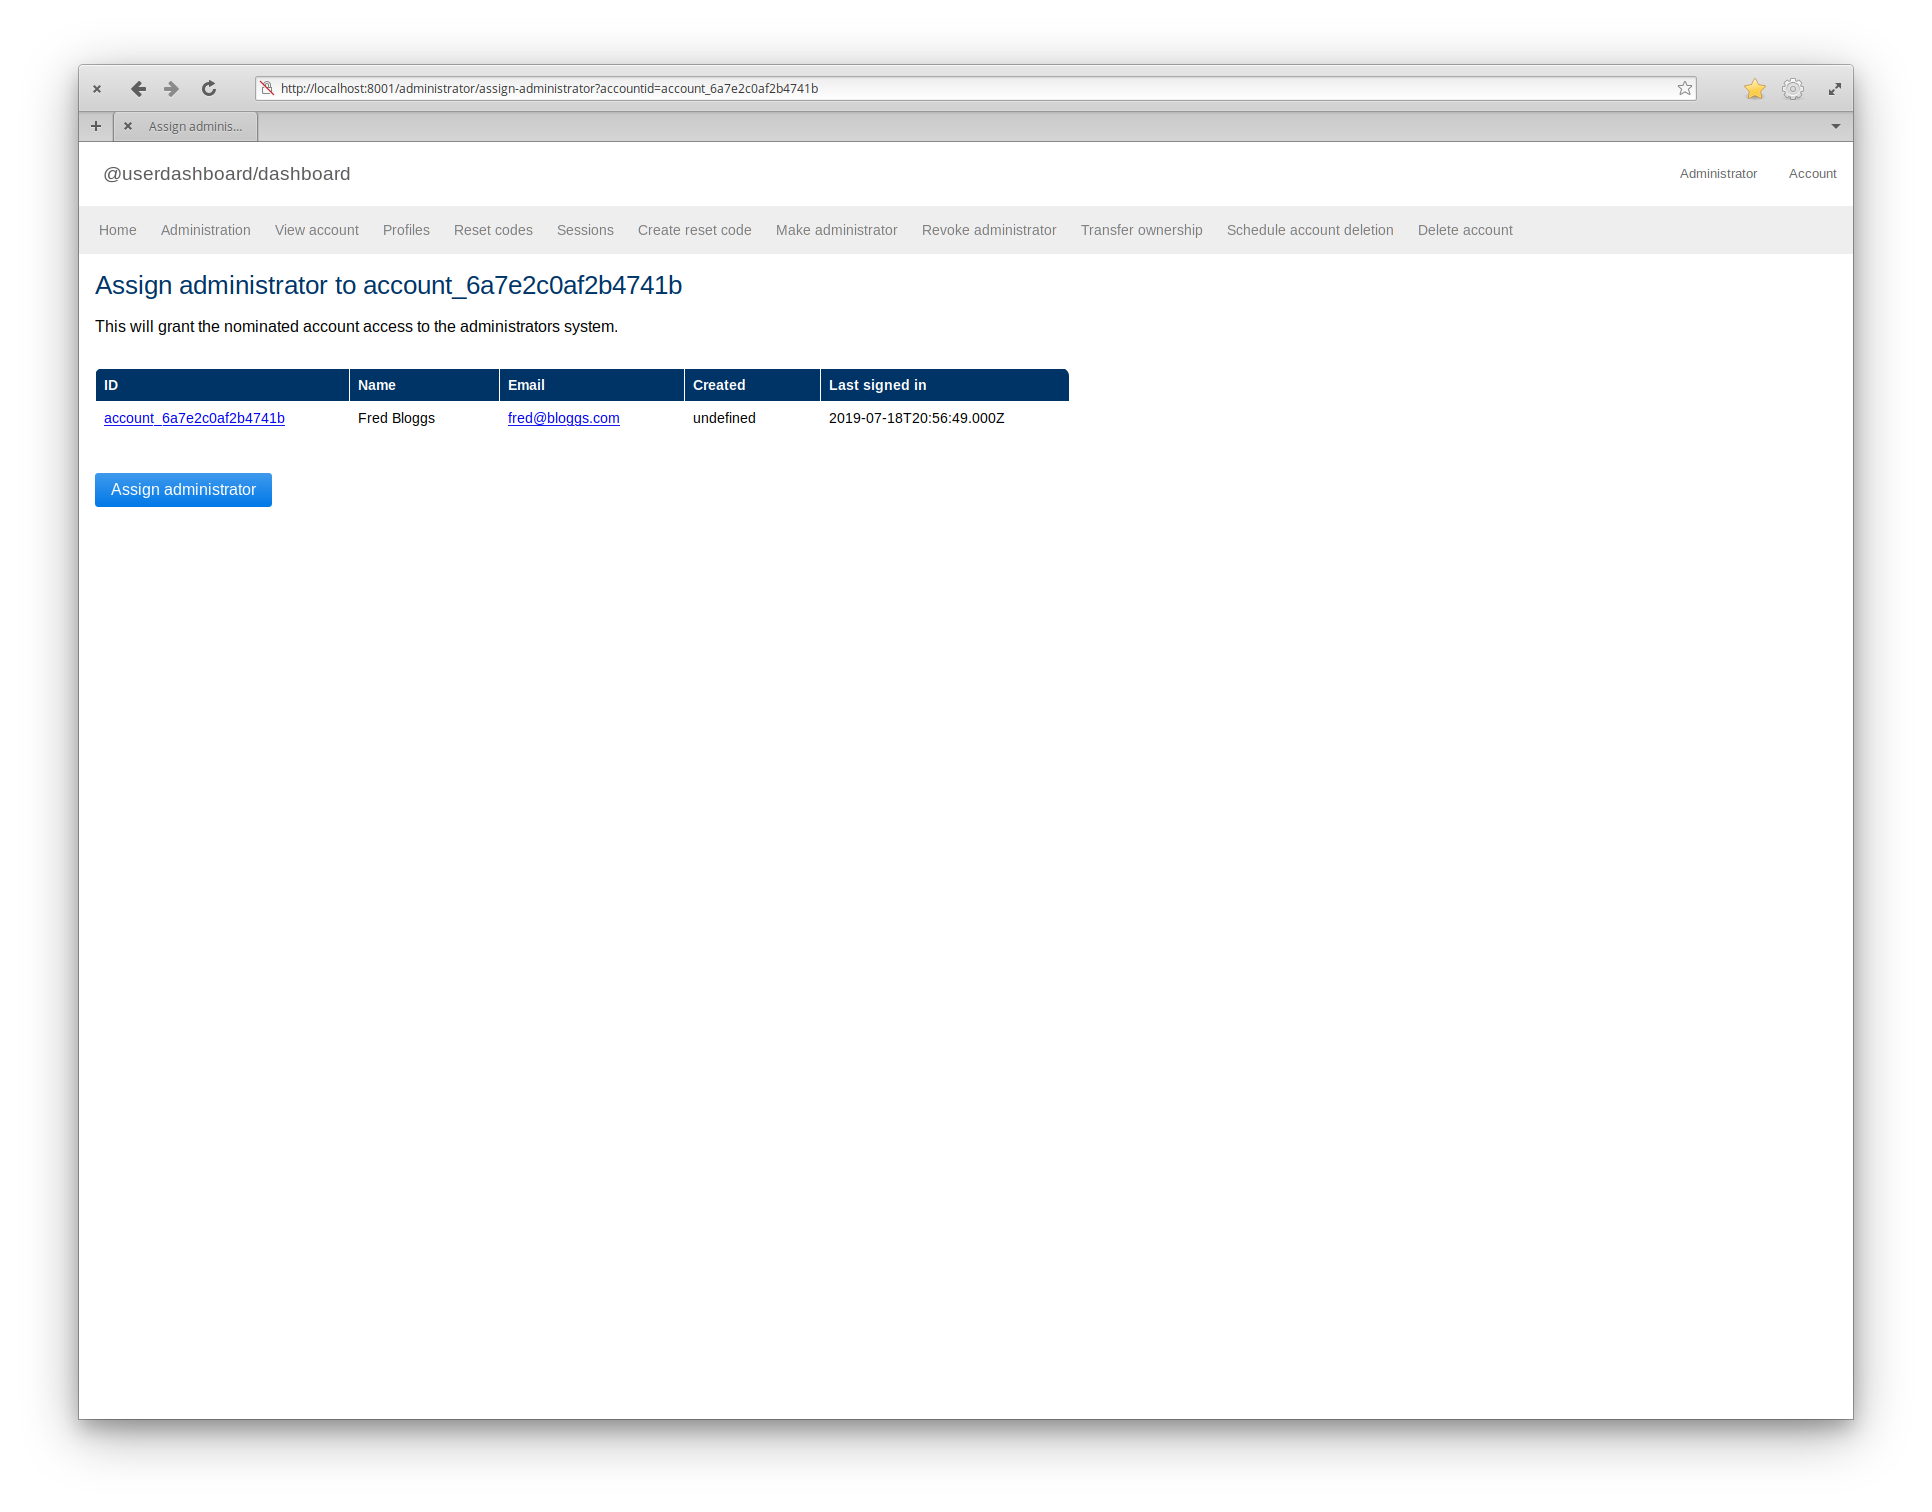 http://localhost:8001/administrator/assign-administrator?accountid=account_6a7e2c0af2b4741b
Assign adminis...
@userdashboard/dashboard
Administrator Account
Home Administration View account Profiles Reset codes Sessions Create reset code Make administrator Revoke administrator Transfer ownership Schedule account deletion Delete account
Assign administrator to account_6a7e2c0af2b4741b
This will grant the nominated account access to the administrators system.
ID Name Email Created Last signed in
account_6a7e2c0af2b4741b Fred Bloggs fred@bloggs.com undefined 2019-07-18T20:56:49.000Z
Assign administrator